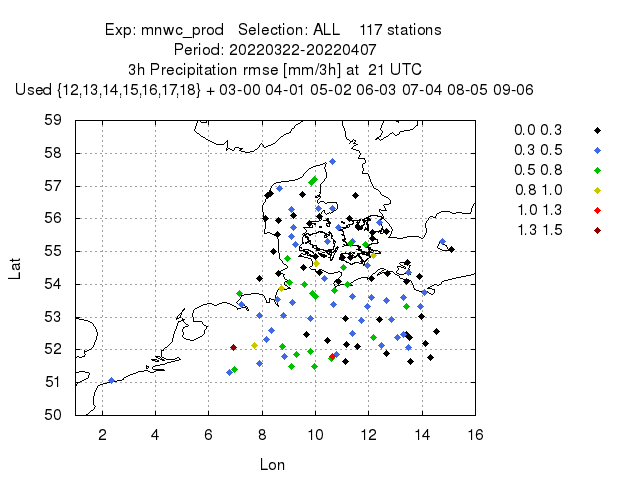 Exp: mnwc_prod Selection: ALL 117 stations
Period: 20220322-20220407
3h Precipitation rmse [mm/3h] at 21 UTC
Used {12,13,14,15,16,17,18} + 03-00 04-01 05-02 06-03 07-04 08-05 09-06
59
58
57
56
55
54
53
52
51
50
Lat
2 4 6 8 10 12 14 16
Lon
0.0 0.3
0.3 0.5
0.5 0.8
0.8 1.0
1.0 1.3
1.3 1.5